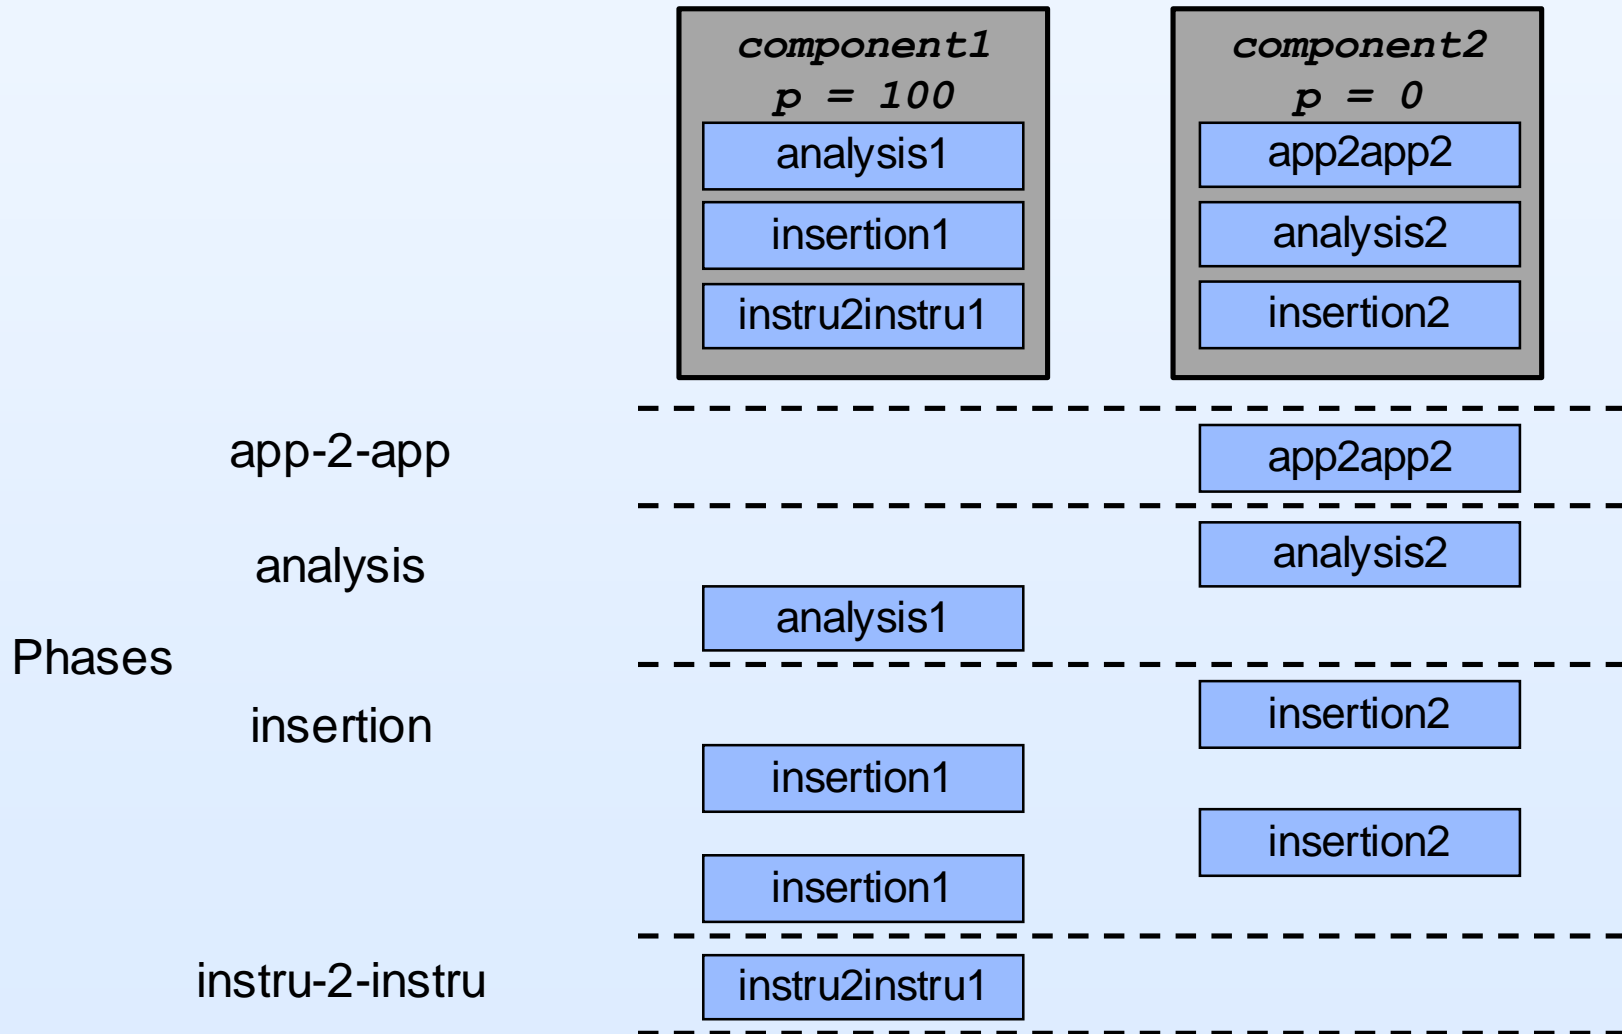 component1
p = 100
analysis1
insertion1
instru2instru1
component2
p = 0
app2app2
analysis2
insertion2
Phases
app-2-app
app2app2
analysis
analysis2
analysis1
insertion
insertion2
insertion1
insertion2
insertion1
instru-2-instru
instru2instru1